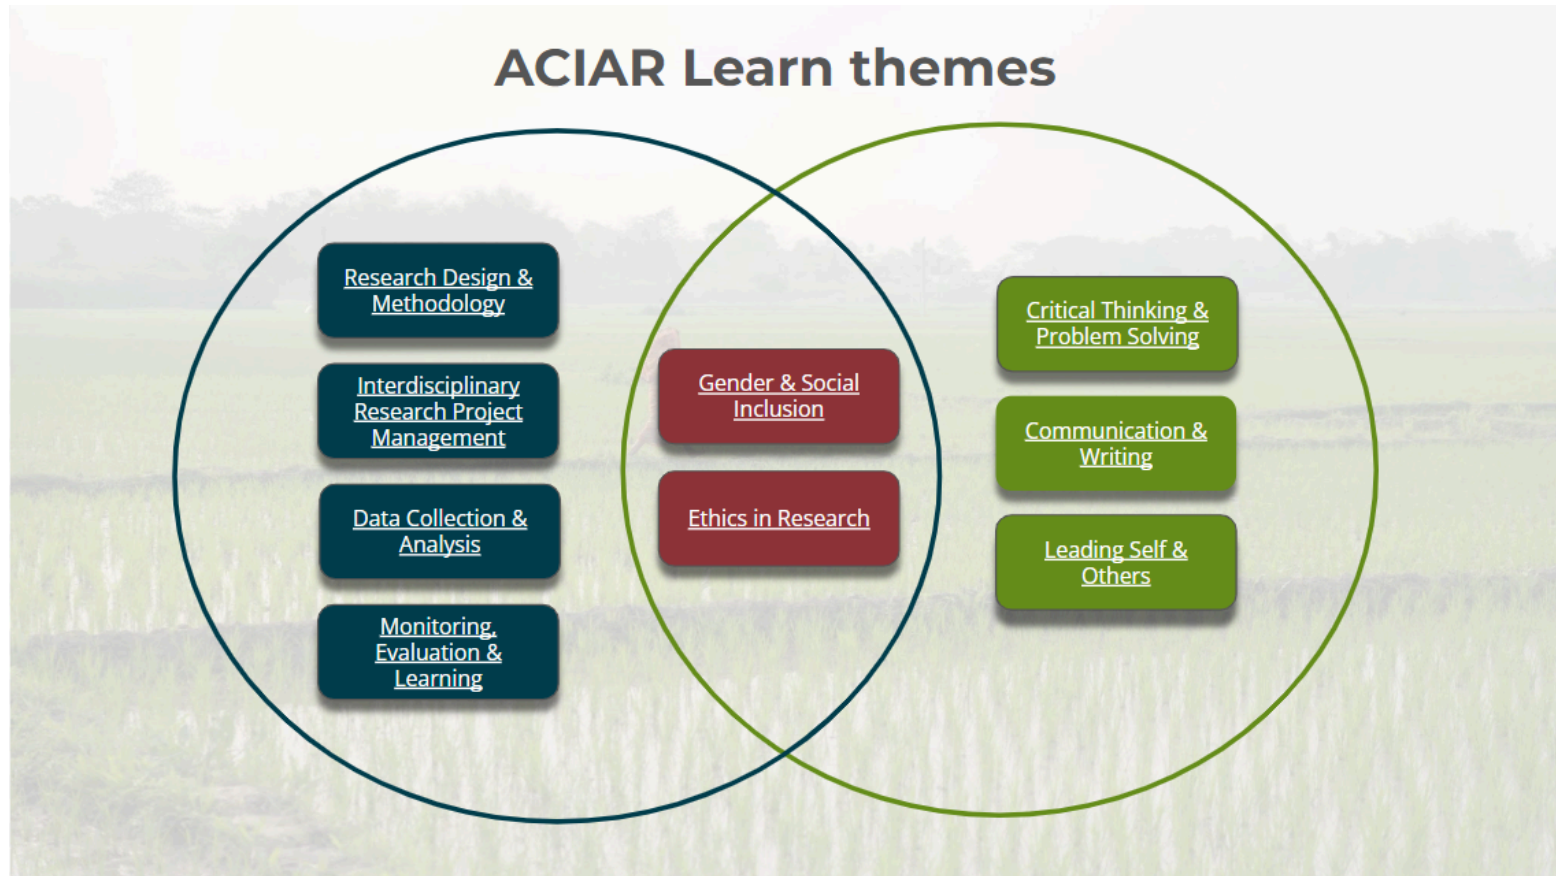 ACIAR Learn themes
Research Design &
Methodology
Interdisciplinary
Research Project
Management
Data Collection &
Analysis
Monitoring,
Evaluation &
Learning
Gender & Social
Inclusion
Ethics in Research
Critical Thinking &
Problem Solving
Communication &
Writing
Leading Self &
Others